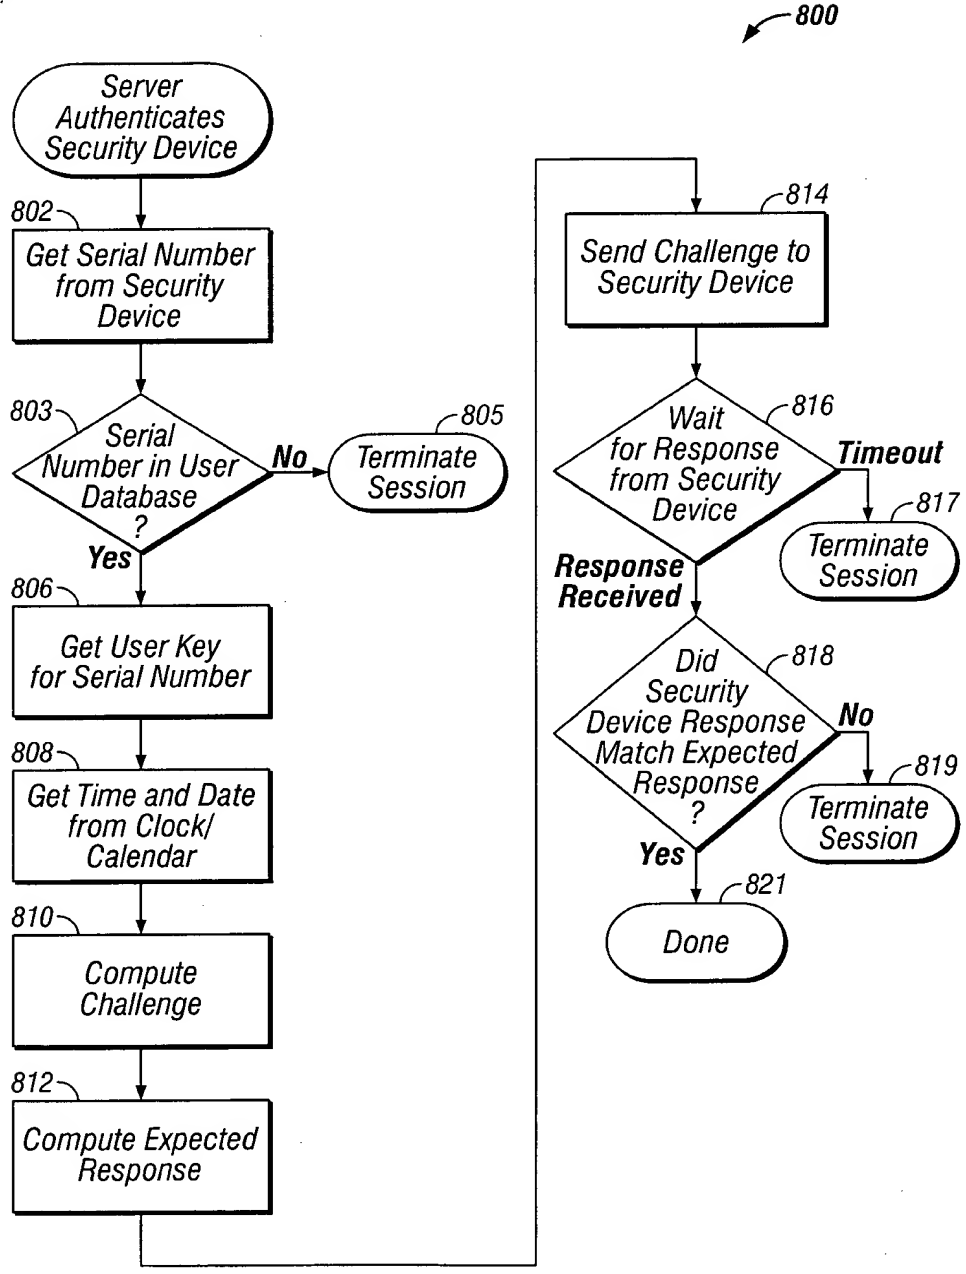 800
Server
Authenticates
Security Device
802
Get Serial Number
from Security
Device
803
Serial
Number in User
Database
?
No
805
Terminate
Session
Yes
806
Get User Key
for Serial Number
808
Get Time and Date
from Clock/
Calendar
810
Compute
Challenge
812
Compute Expected
Response
814
Send Challenge to
Security Device
816
Wait
for Response
from Security
Device
Timeout
817
Terminate
Session
Response
Received
818
Did
Security
Device Response
Match Expected
Response
?
No
819
Terminate
Session
Yes
821
Done